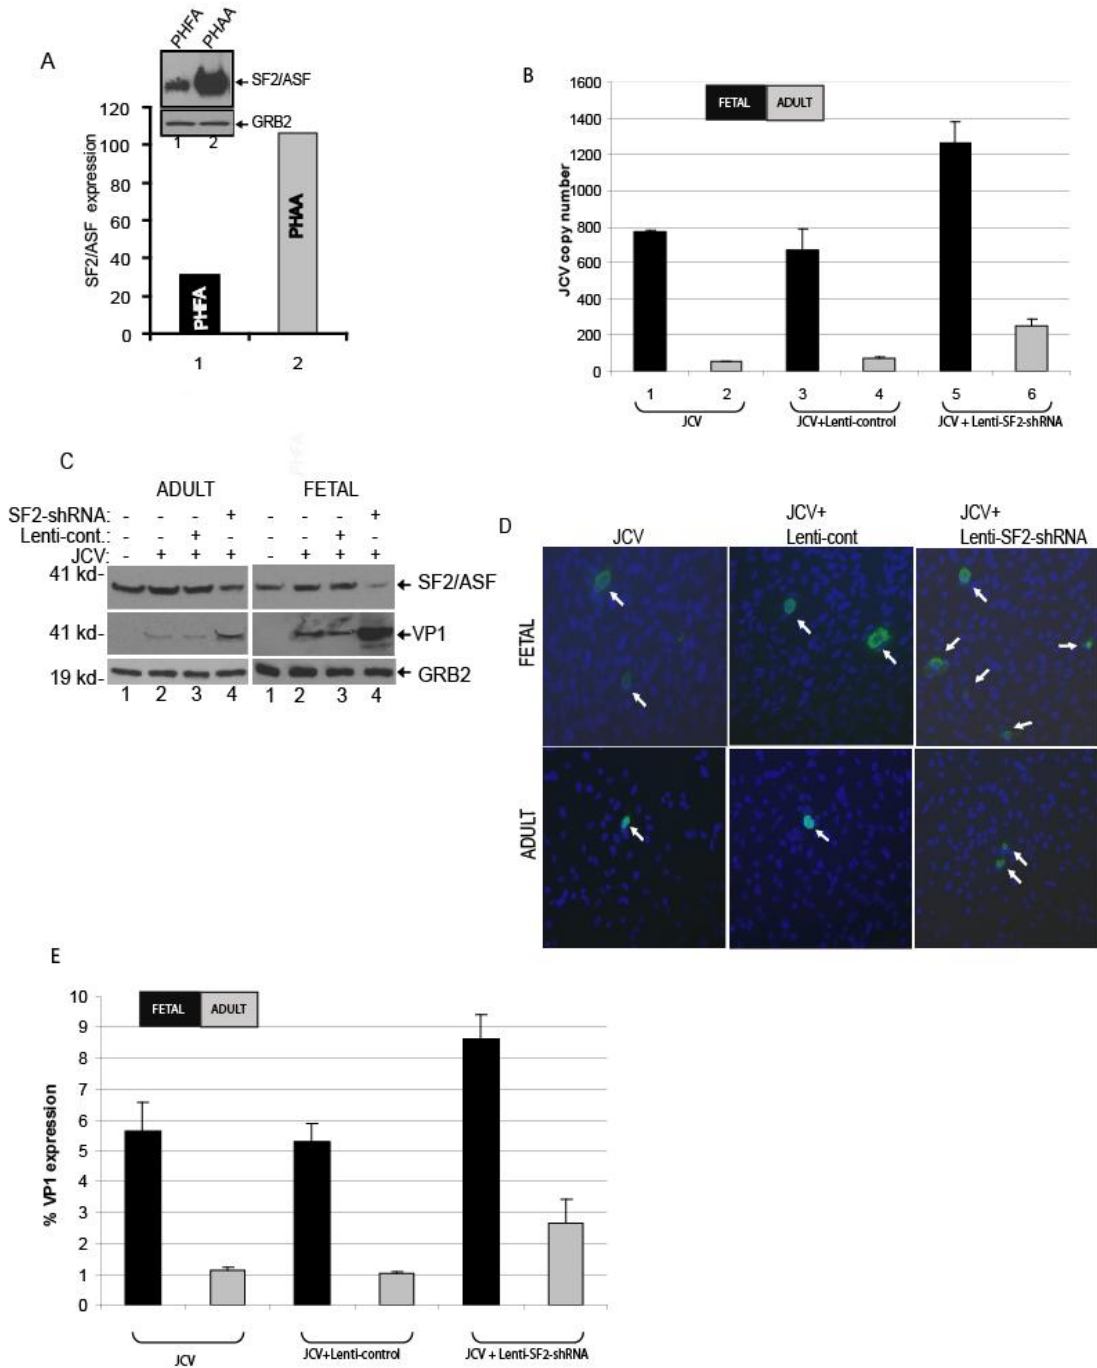 A
PHFA PHAA
SF2/ASF
GRB2
1 2
SF2/ASF expression
120
100
80
60
40
20
0
PHFA
PHAA
1 2
B
FETAL ADULT
JCV copy number
1600
1400
1200
1000
800
600
400
200
0
1 2 3 4 5 6
JCV JCV+Lenti-control JCV + Lenti-SF2-shRNA
C
ADULT FETAL
SF2-shRNA: - - - + - - - +
Lenti-cont.: - - + - - - + -
JCV: - + + + - + + +
41 kd- SF2/ASF
41 kd- VP1
19 kd- GRB2
1 2 3 4 1 2 3 4
D
JCV
JCV+
Lenti-cont
JCV+
Lenti-SF2-shRNA
FETAL
ADULT
E
FETAL ADULT
% VP1 expression
10
9
8
7
6
5
4
3
2
1
0
JCV JCV+Lenti-control JCV + Lenti-SF2-shRNA